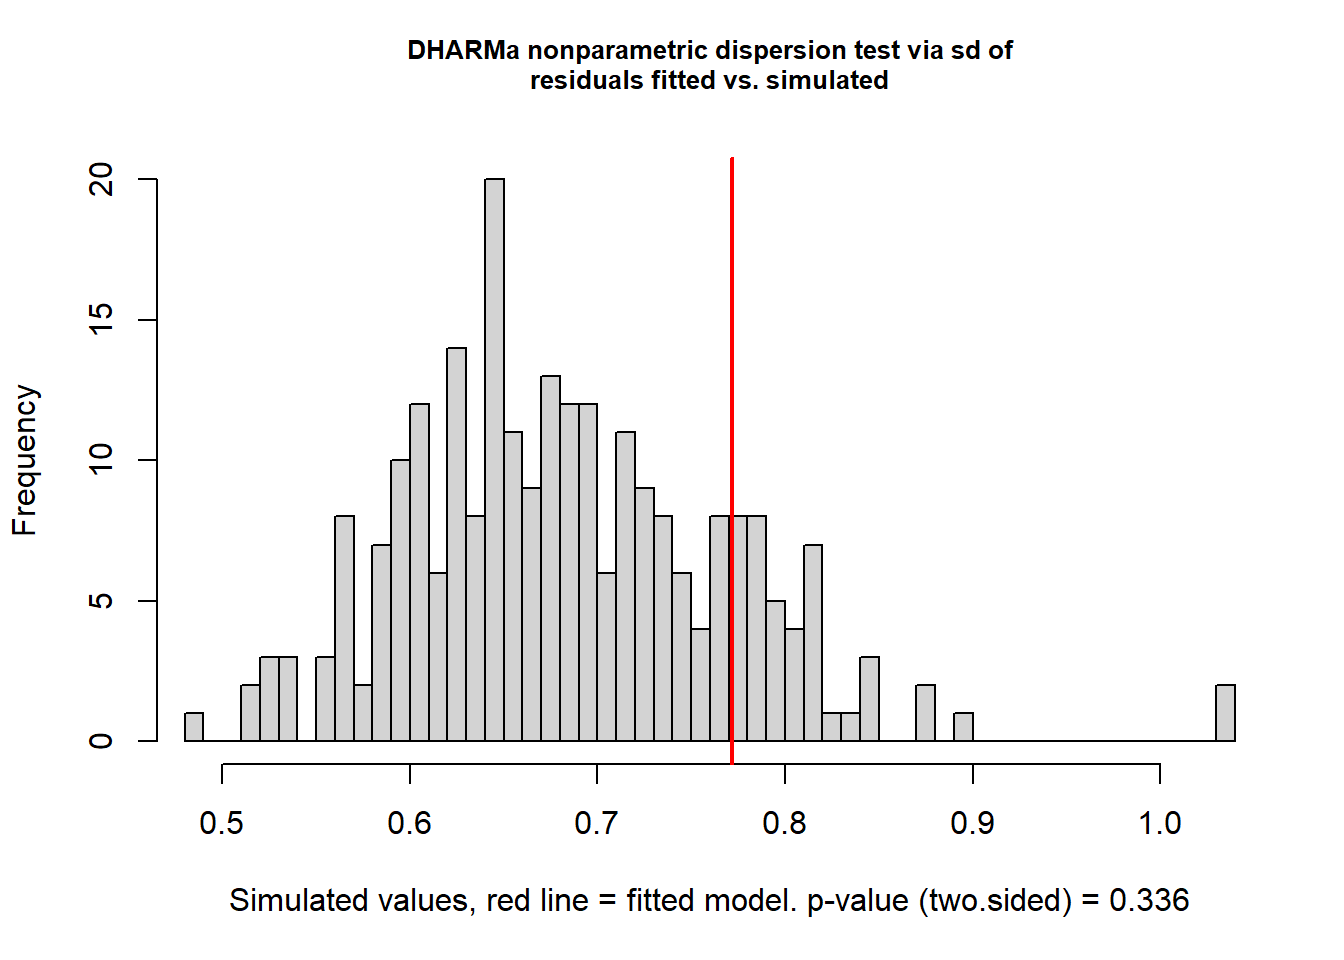 DHARMa nonparametric dispersion test via sd of
residuals fitted vs. simulated
20
15
10
5
0
Frequency
0.5 0.6 0.7 0.8 0.9 1.0
Simulated values, red line = fitted model. p-value (two.sided) = 0.336